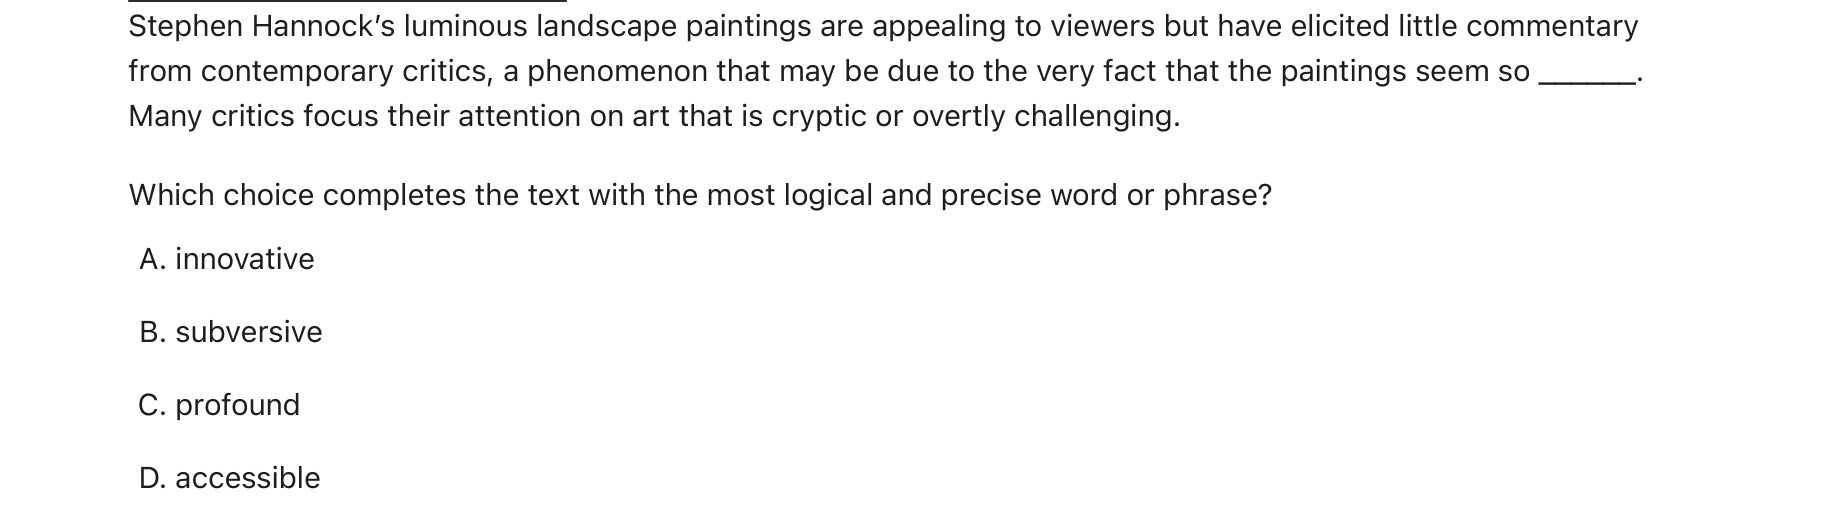 Stephen Hannock’s luminous landscape paintings are appealing to viewers but have elicited little commentary
from contemporary critics, a phenomenon that may be due to the very fact that the paintings seem so ______.
Many critics focus their attention on art that is cryptic or overtly challenging.
Which choice completes the text with the most logical and precise word or phrase?
A. innovative
B. subversive
C. profound
D. accessible